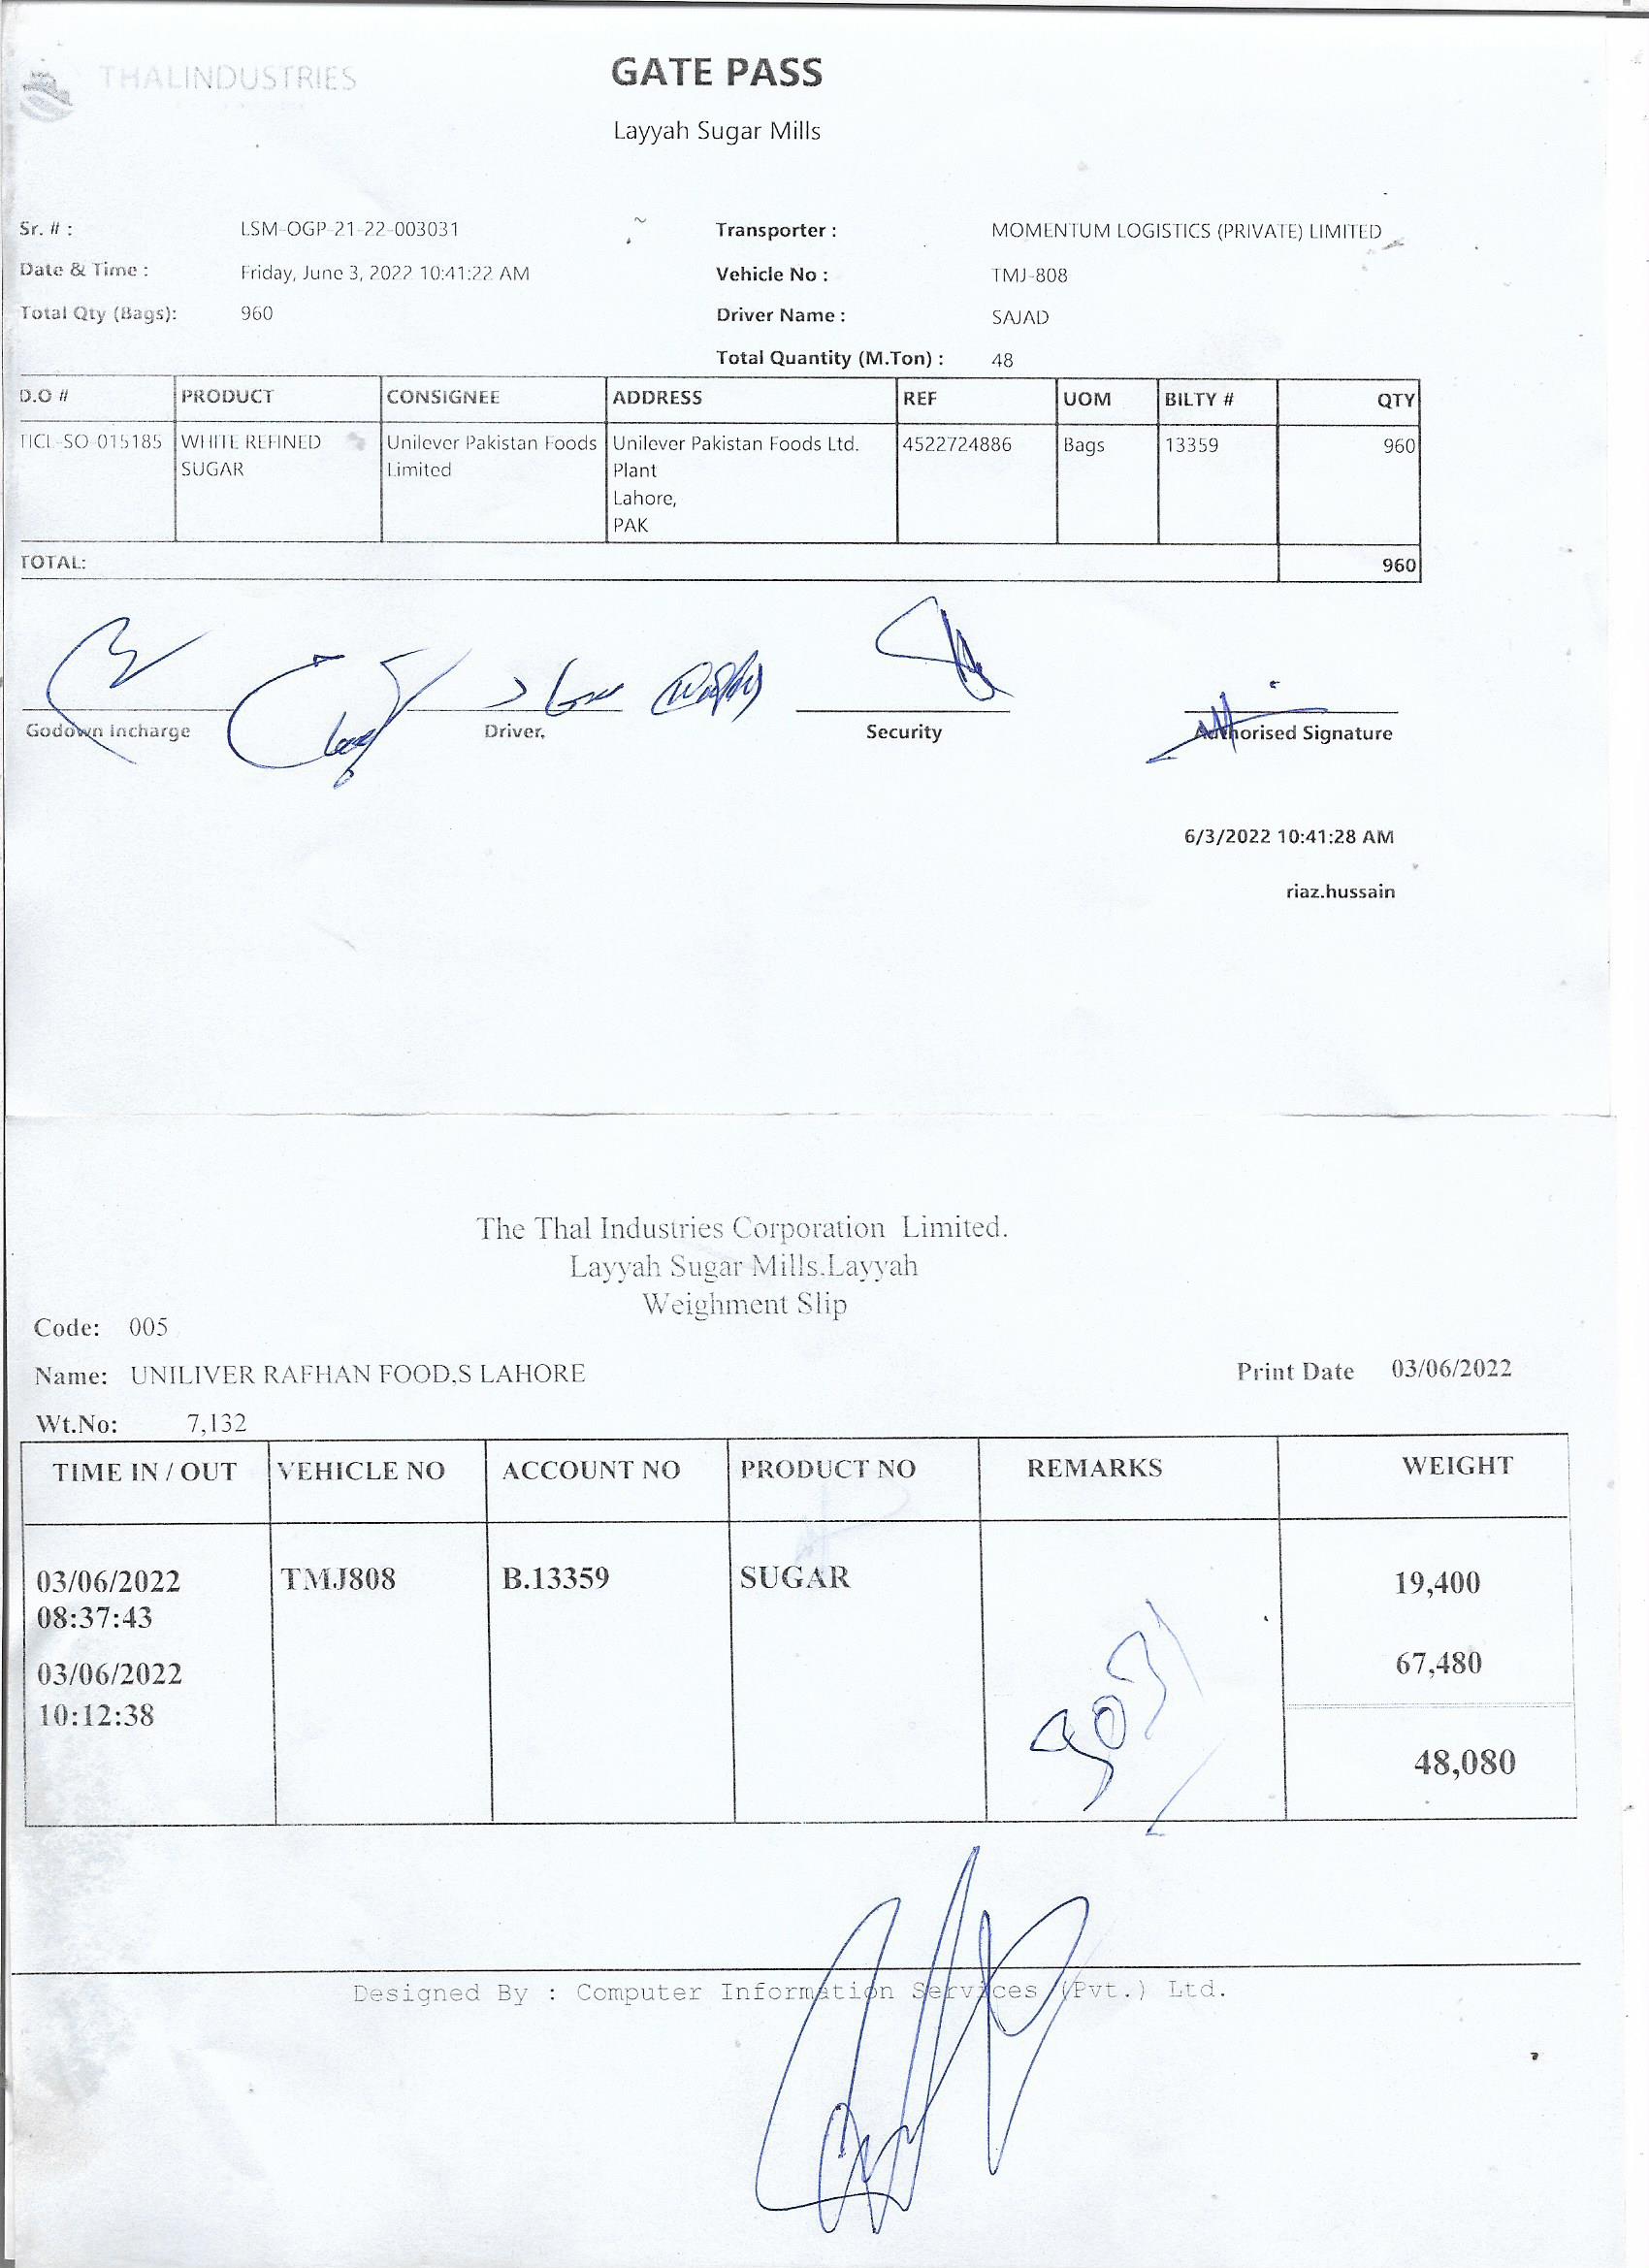 THALINDUSTRIES
GATE PASS
Layyah Sugar Mills
Sr. # : LSM-OGP-21-22-003031 Transporter : MOMENTUM LOGISTICS (PRIVATE) LIMITED
Date & Time : Friday, June 3, 2022 10:41:22 AM Vehicle No : TMJ-808
Total Qty (Bags): 960 Driver Name : SAJAD
Total Quantity (M.Ton) : 48
D.O # PRODUCT CONSIGNEE ADDRESS REF UOM BILTY # QTY
TICL-SO-015185 WHITE REFINED Unilever Pakistan Foods Unilever Pakistan Foods Ltd. 4522724886 Bags 13359 960
SUGAR Limited Plant
Lahore,
PAK
TOTAL: 960
Godown Incharge Driver. Security Authorised Signature
6/3/2022 10:41:28 AM
riaz.hussain
The Thal Industries Corporation Limited.
Layyah Sugar Mills.Layyah
Weighment Slip
Code: 005
Name: UNILIVER RAFHAN FOOD,S LAHORE Print Date 03/06/2022
Wt.No: 7,132
TIME IN / OUT VEHICLE NO ACCOUNT NO PRODUCT NO REMARKS WEIGHT
03/06/2022 TMJ808 B.13359 SUGAR 19,400
08:37:43
03/06/2022 67,480
10:12:38
48,080
Designed By : Computer Information Services (Pvt.) Ltd.